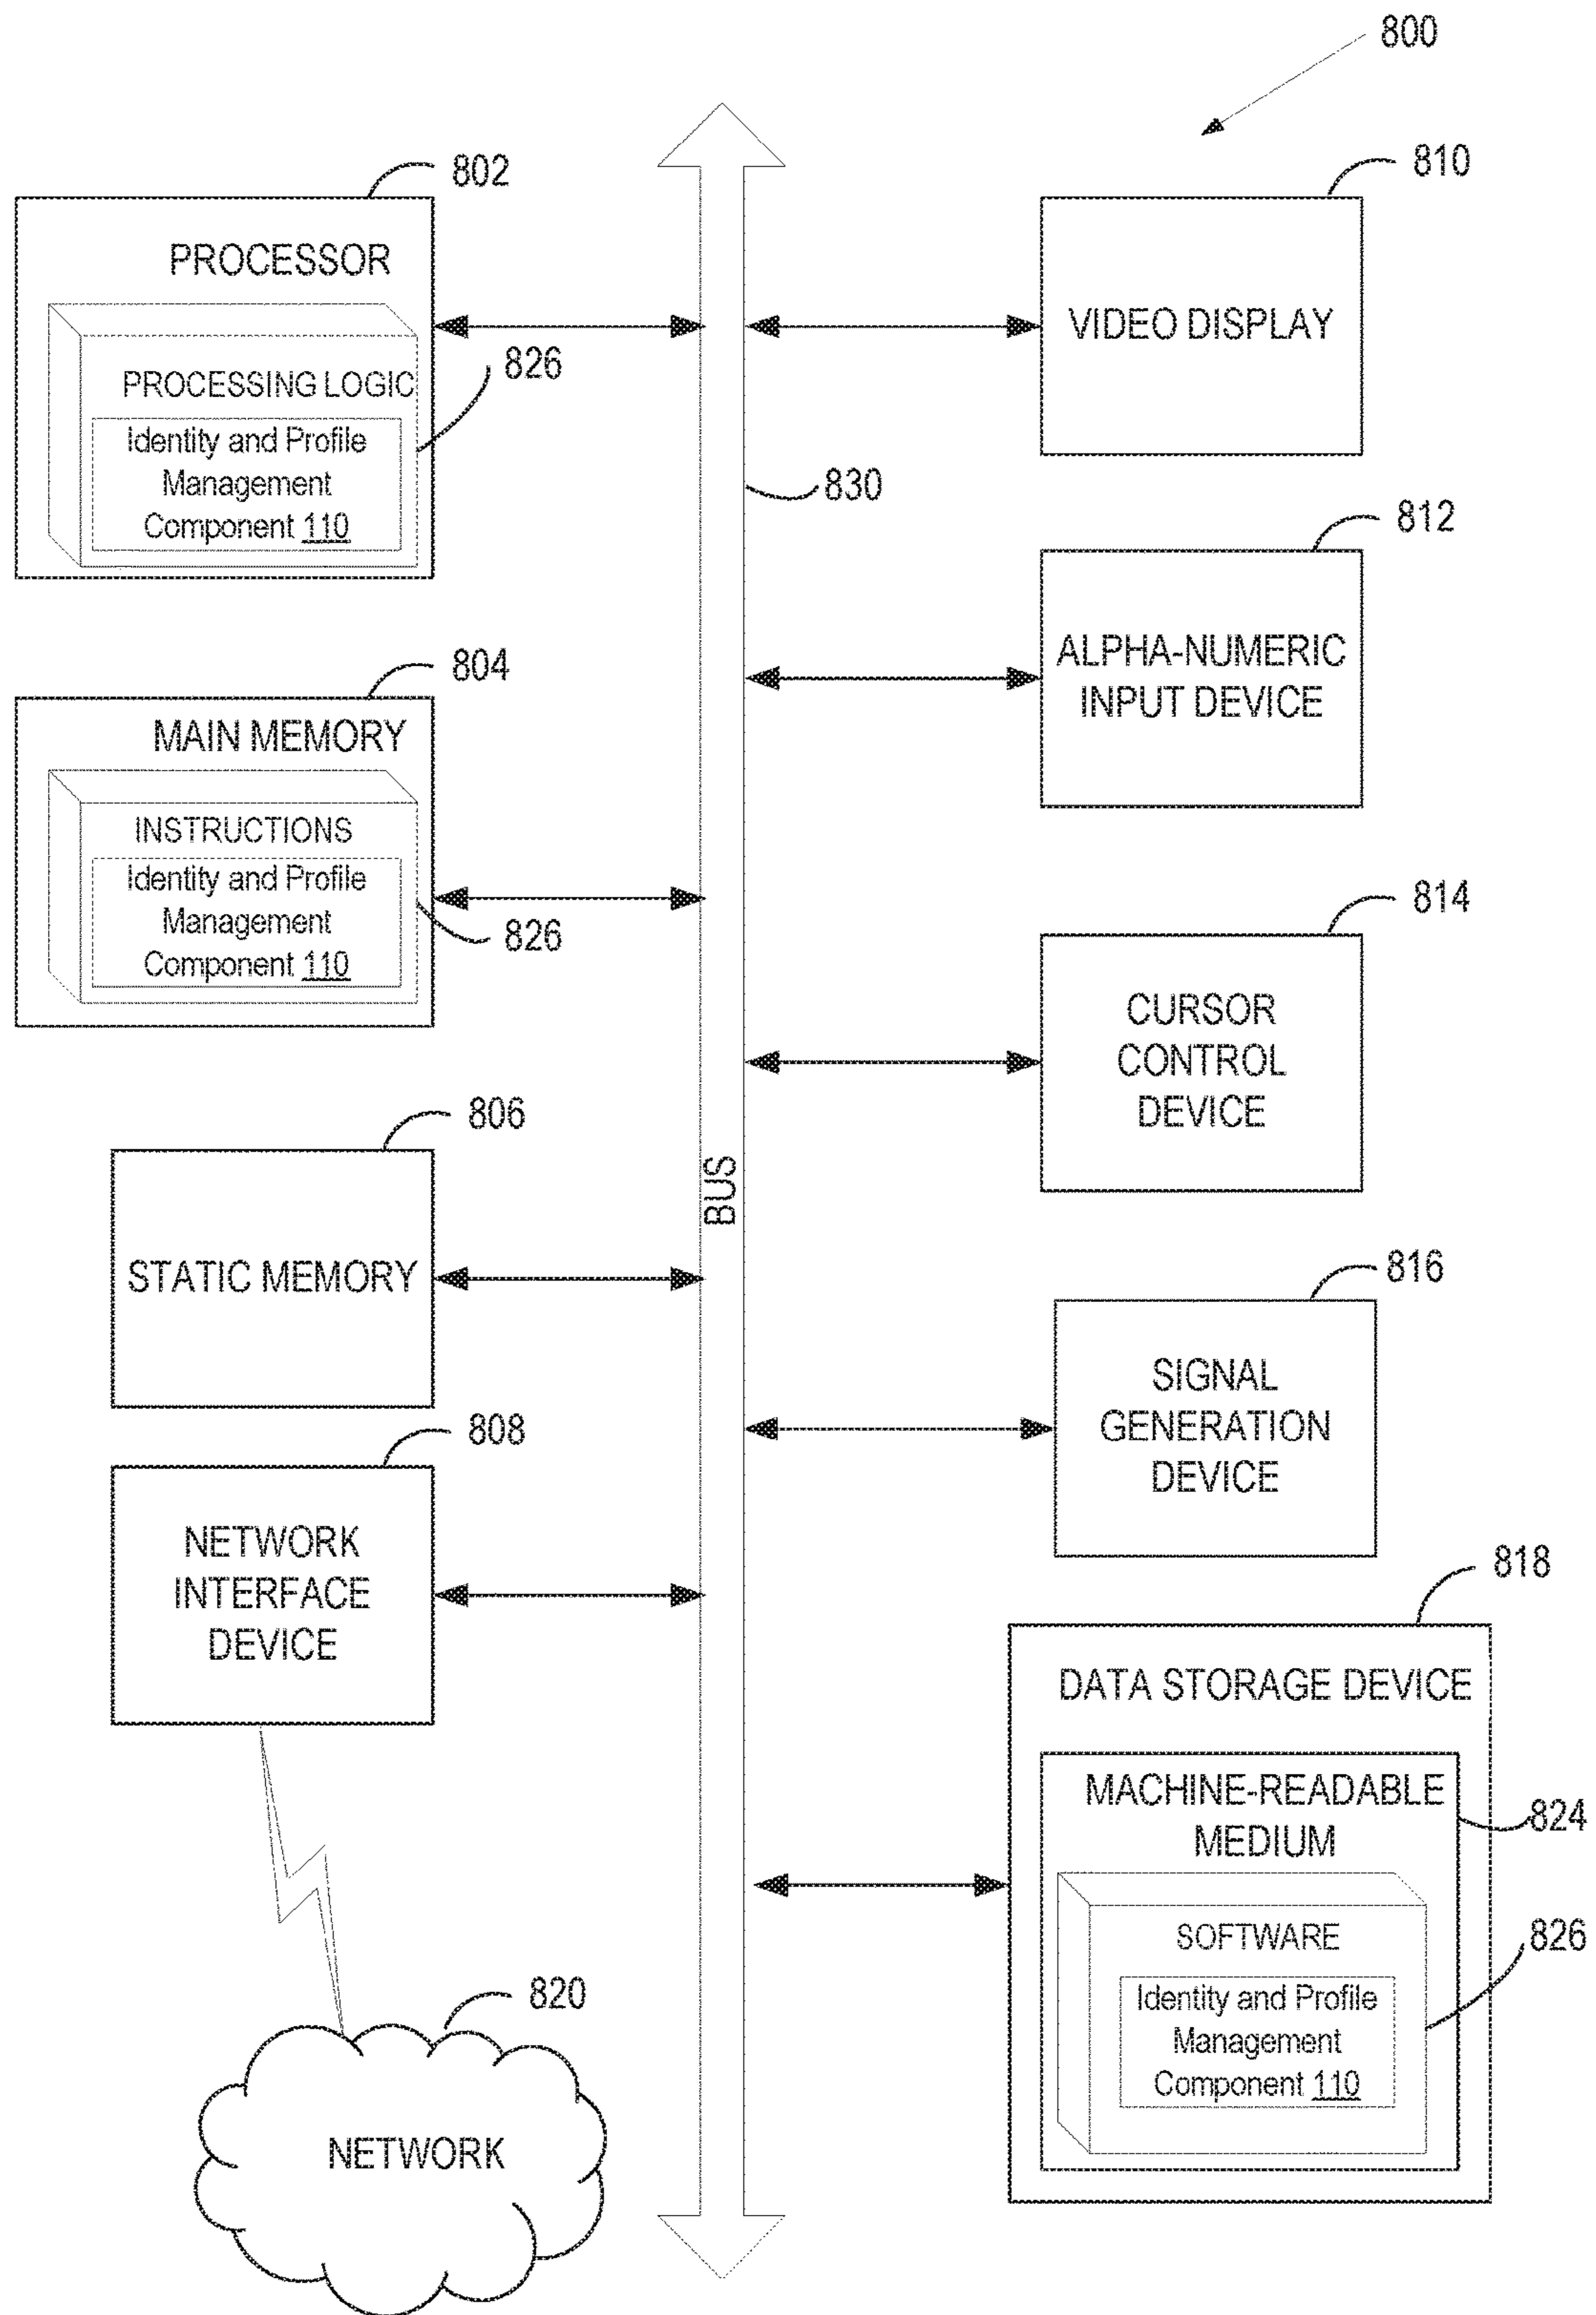 800
802
PROCESSOR
PROCESSING LOGIC
Identity and Profile
Management
Component 110
826
804
MAIN MEMORY
INSTRUCTIONS
Identity and Profile
Management
Component 110
826
806
STATIC MEMORY
808
NETWORK
INTERFACE
DEVICE
820
NETWORK
830
BUS
810
VIDEO DISPLAY
812
ALPHA-NUMERIC
INPUT DEVICE
814
CURSOR
CONTROL
DEVICE
816
SIGNAL
GENERATION
DEVICE
818
DATA STORAGE DEVICE
MACHINE-READABLE
MEDIUM
824
SOFTWARE
826
Identity and Profile
Management
Component 110